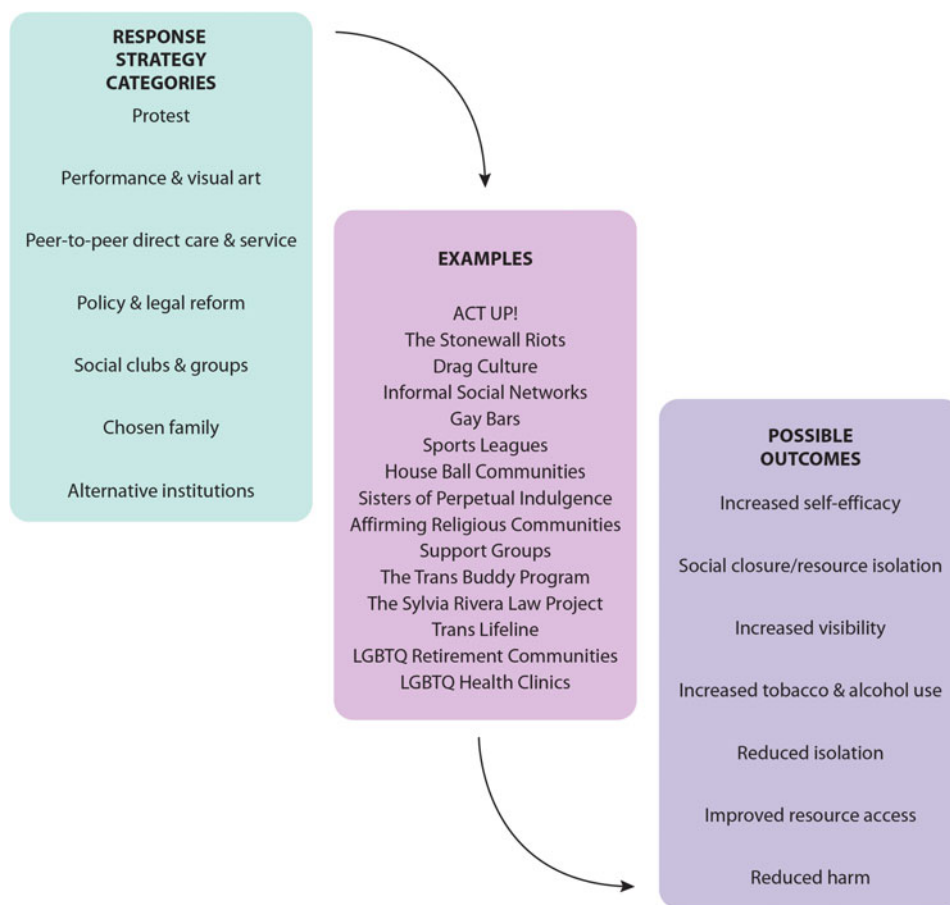 RESPONSE
STRATEGY
CATEGORIES
Protest
Performance & visual art
Peer-to-peer direct care & service
Policy & legal reform
Social clubs & groups
Chosen family
Alternative institutions
EXAMPLES
ACT UP!
The Stonewall Riots
Drag Culture
Informal Social Networks
Gay Bars
Sports Leagues
House Ball Communities
Sisters of Perpetual Indulgence
Affirming Religious Communities
Support Groups
The Trans Buddy Program
The Sylvia Rivera Law Project
Trans Lifeline
LGBTQ Retirement Communities
LGBTQ Health Clinics
POSSIBLE
OUTCOMES
Increased self-efficacy
Social closure/resource isolation
Increased visibility
Increased tobacco & alcohol use
Reduced isolation
Improved resource access
Reduced harm